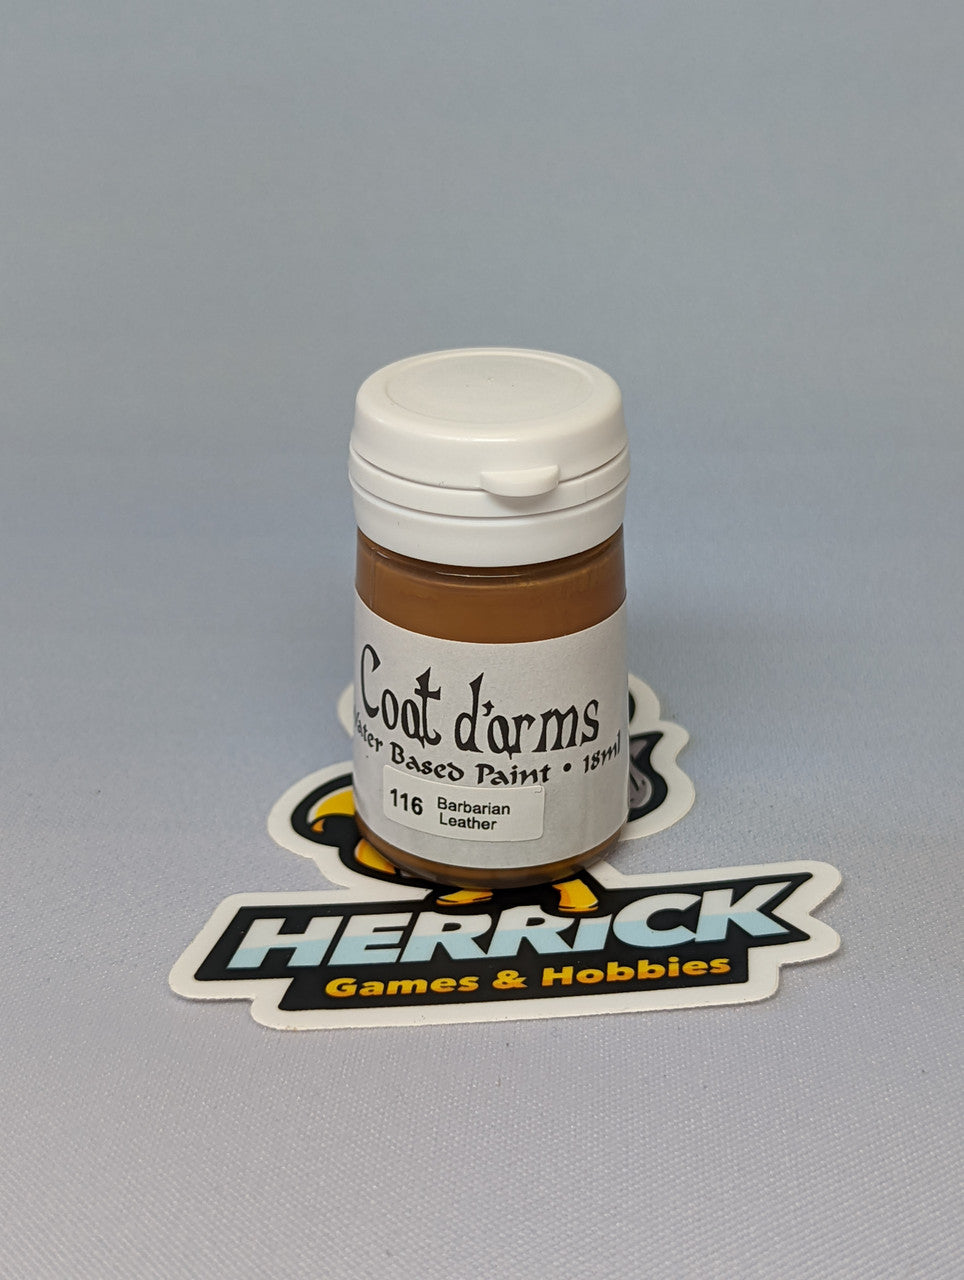 Coat d'arms
Water Based Paint • 18ml
116 Barbarian
Leather
HERRiCK
Games & Hobbies